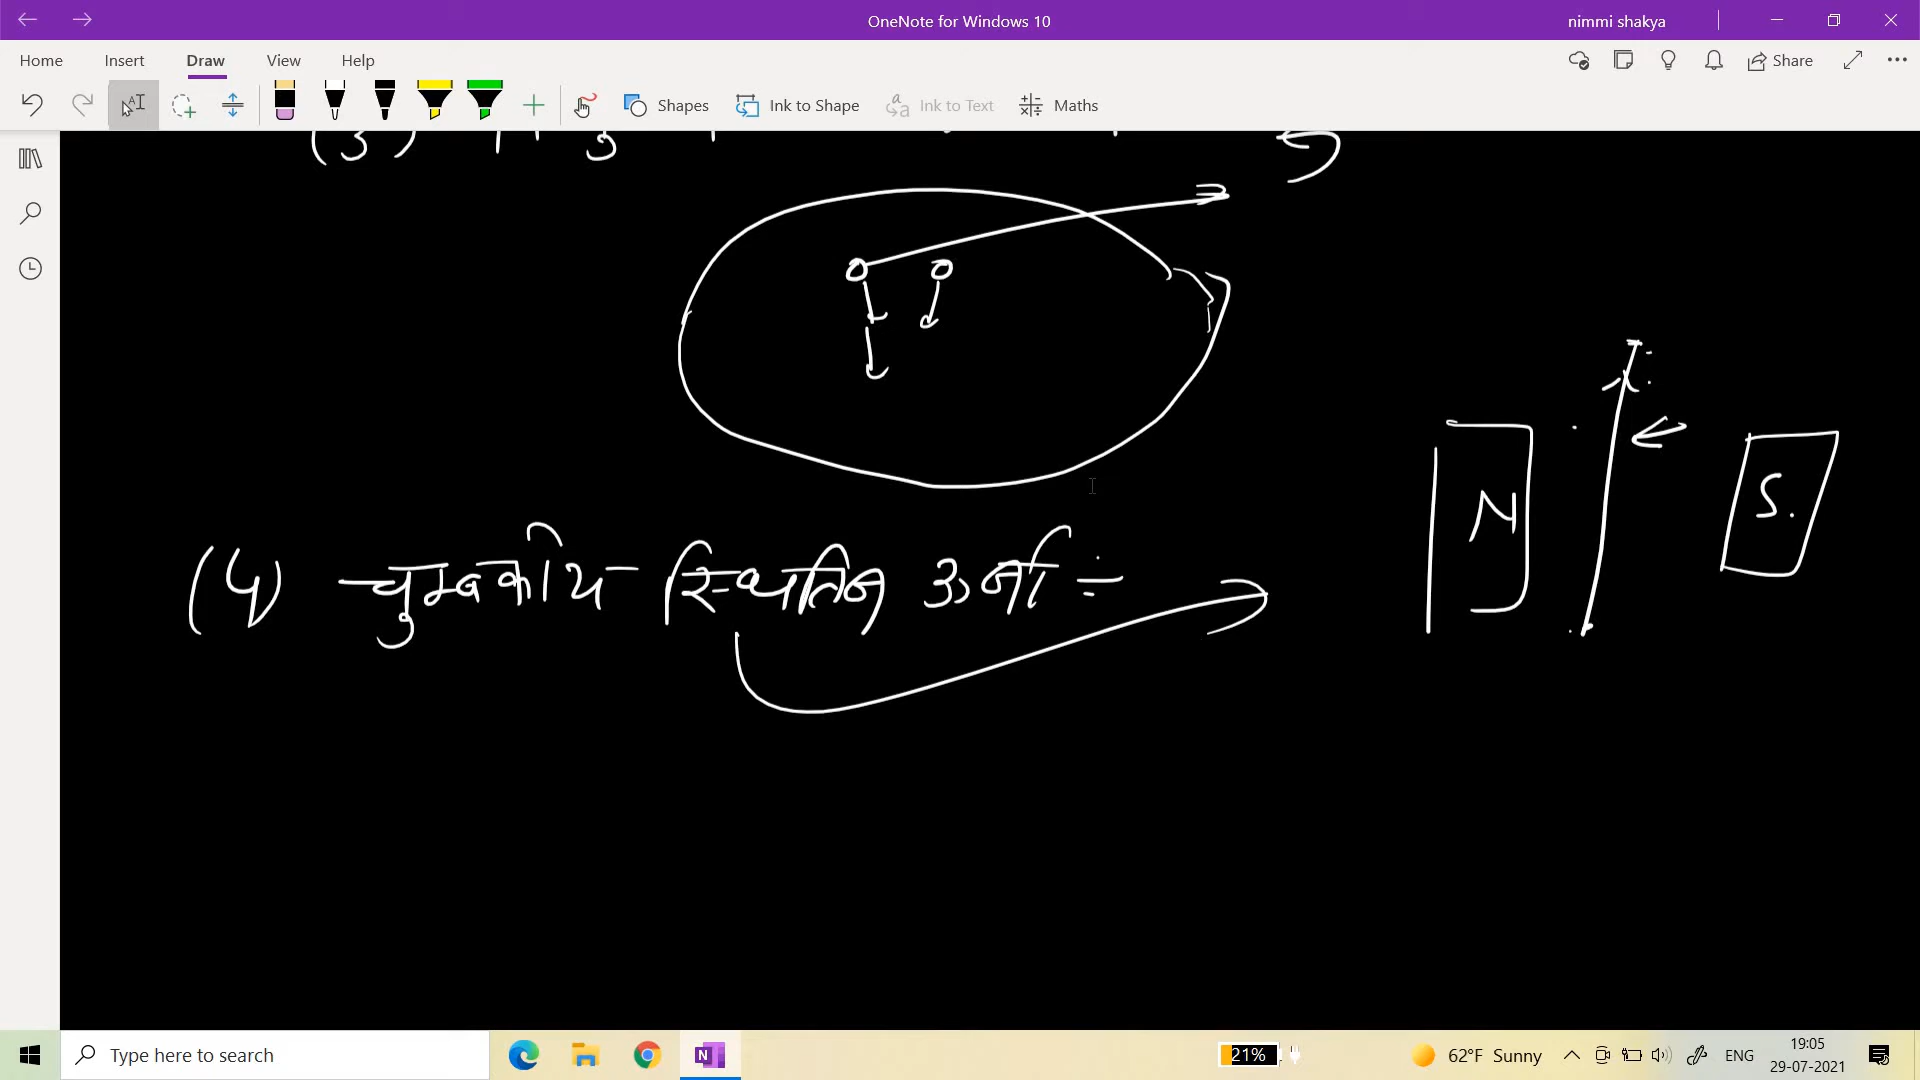 OneNote for Windows 10
nimmi shakya
Home Insert Draw View Help
Share
Shapes Ink to Shape Ink to Text Maths
(3)
N S.
(4) चुम्बकीय स्थितिज ऊर्जा ÷
Type here to search
21%
62°F Sunny
ENG
19:05
29-07-2021